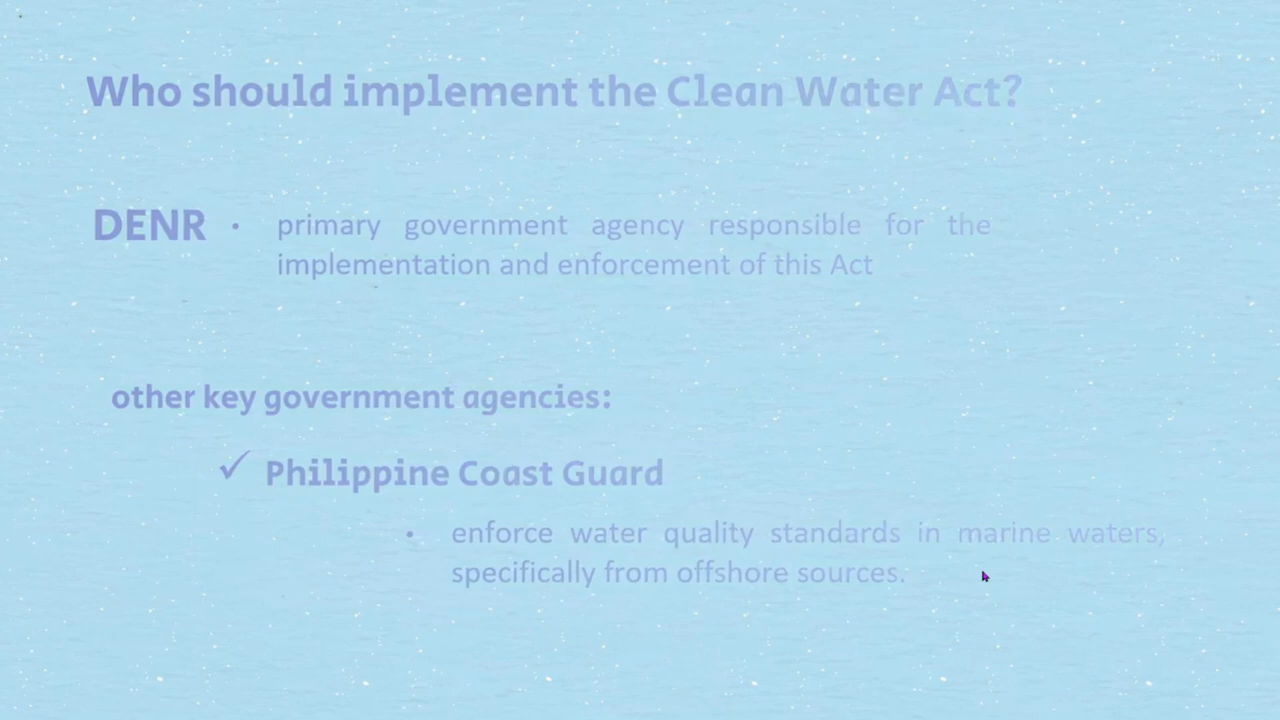 Who should implement the Clean Water Act?
DENR • primary government agency responsible for the
implementation and enforcement of this Act
other key government agencies:
✓ Philippine Coast Guard
• enforce water quality standards in marine waters,
specifically from offshore sources.